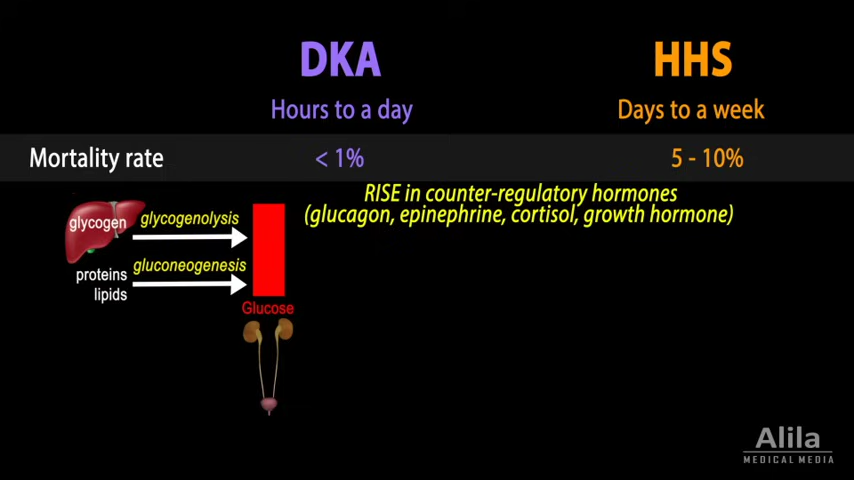 DKA HHS
Hours to a day Days to a week
Mortality rate < 1% 5 - 10%
RISE in counter-regulatory hormones
(glucagon, epinephrine, cortisol, growth hormone)
glycogen glycogenolysis
proteins gluconeogenesis
lipids
Glucose
Alila
MEDICAL MEDIA